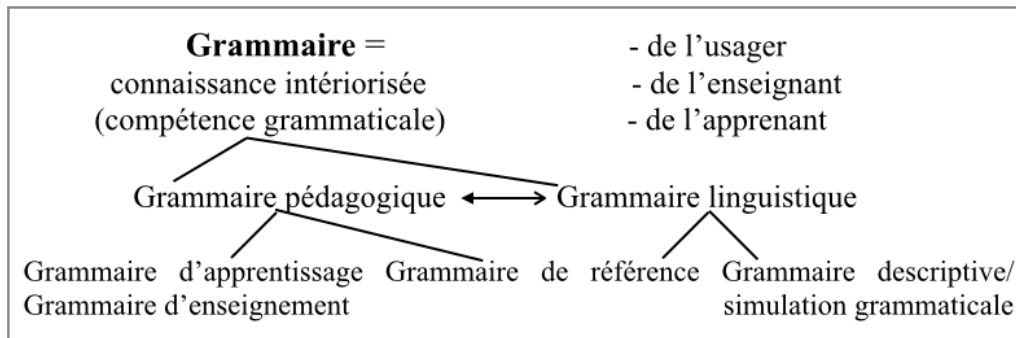 Grammaire = - de l’usager
connaissance intériorisée - de l’enseignant
(compétence grammaticale) - de l’apprenant
Grammaire pédagogique ↔ Grammaire linguistique
Grammaire d’apprentissage Grammaire de référence Grammaire descriptive/
Grammaire d’enseignement simulation grammaticale